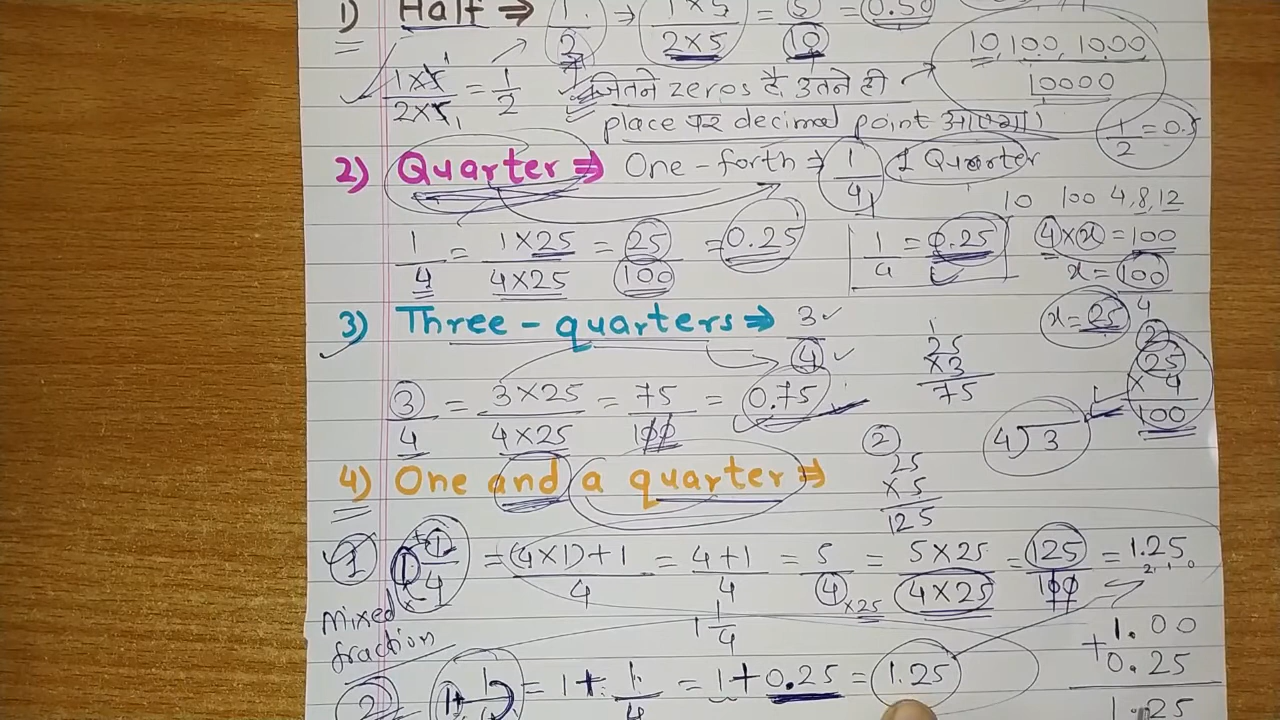 1) Half ⇒ 1/2 ⇒ 1×5/2×5 = 5/10 = 0.50
1×5/2×5 = 1/2
10, 100, 1000
10000
जितने zeros है, उतने ही
place पर decimal point आएगा।
1/2 = 0.5
2) Quarter ⇒ One-forth ⇒ 1/4 1 Quarter
10 100 4,8,12
1/4 = 1×25/4×25 = 25/100 = 0.25
1/4 = 0.25
4×x = 100
x = 100/4
x = 25
3) Three-quarters ⇒ 3/4
25
×3
75
2
25
× 4
100
3/4 = 3×25/4×25 = 75/100 = 0.75
4)3
4) One and a quarter ⇒
2
25
×5
125
1 1 1/4 = (4×1)+1/4 = 4+1/4 = 5/4 ×25 = 5×25/4×25 = 125/100 = 1.25
Mixed fraction
1 1/4
1.00
+ 0.25
1.25
2 = 1+1/4 = 1+0.25 = 1.25